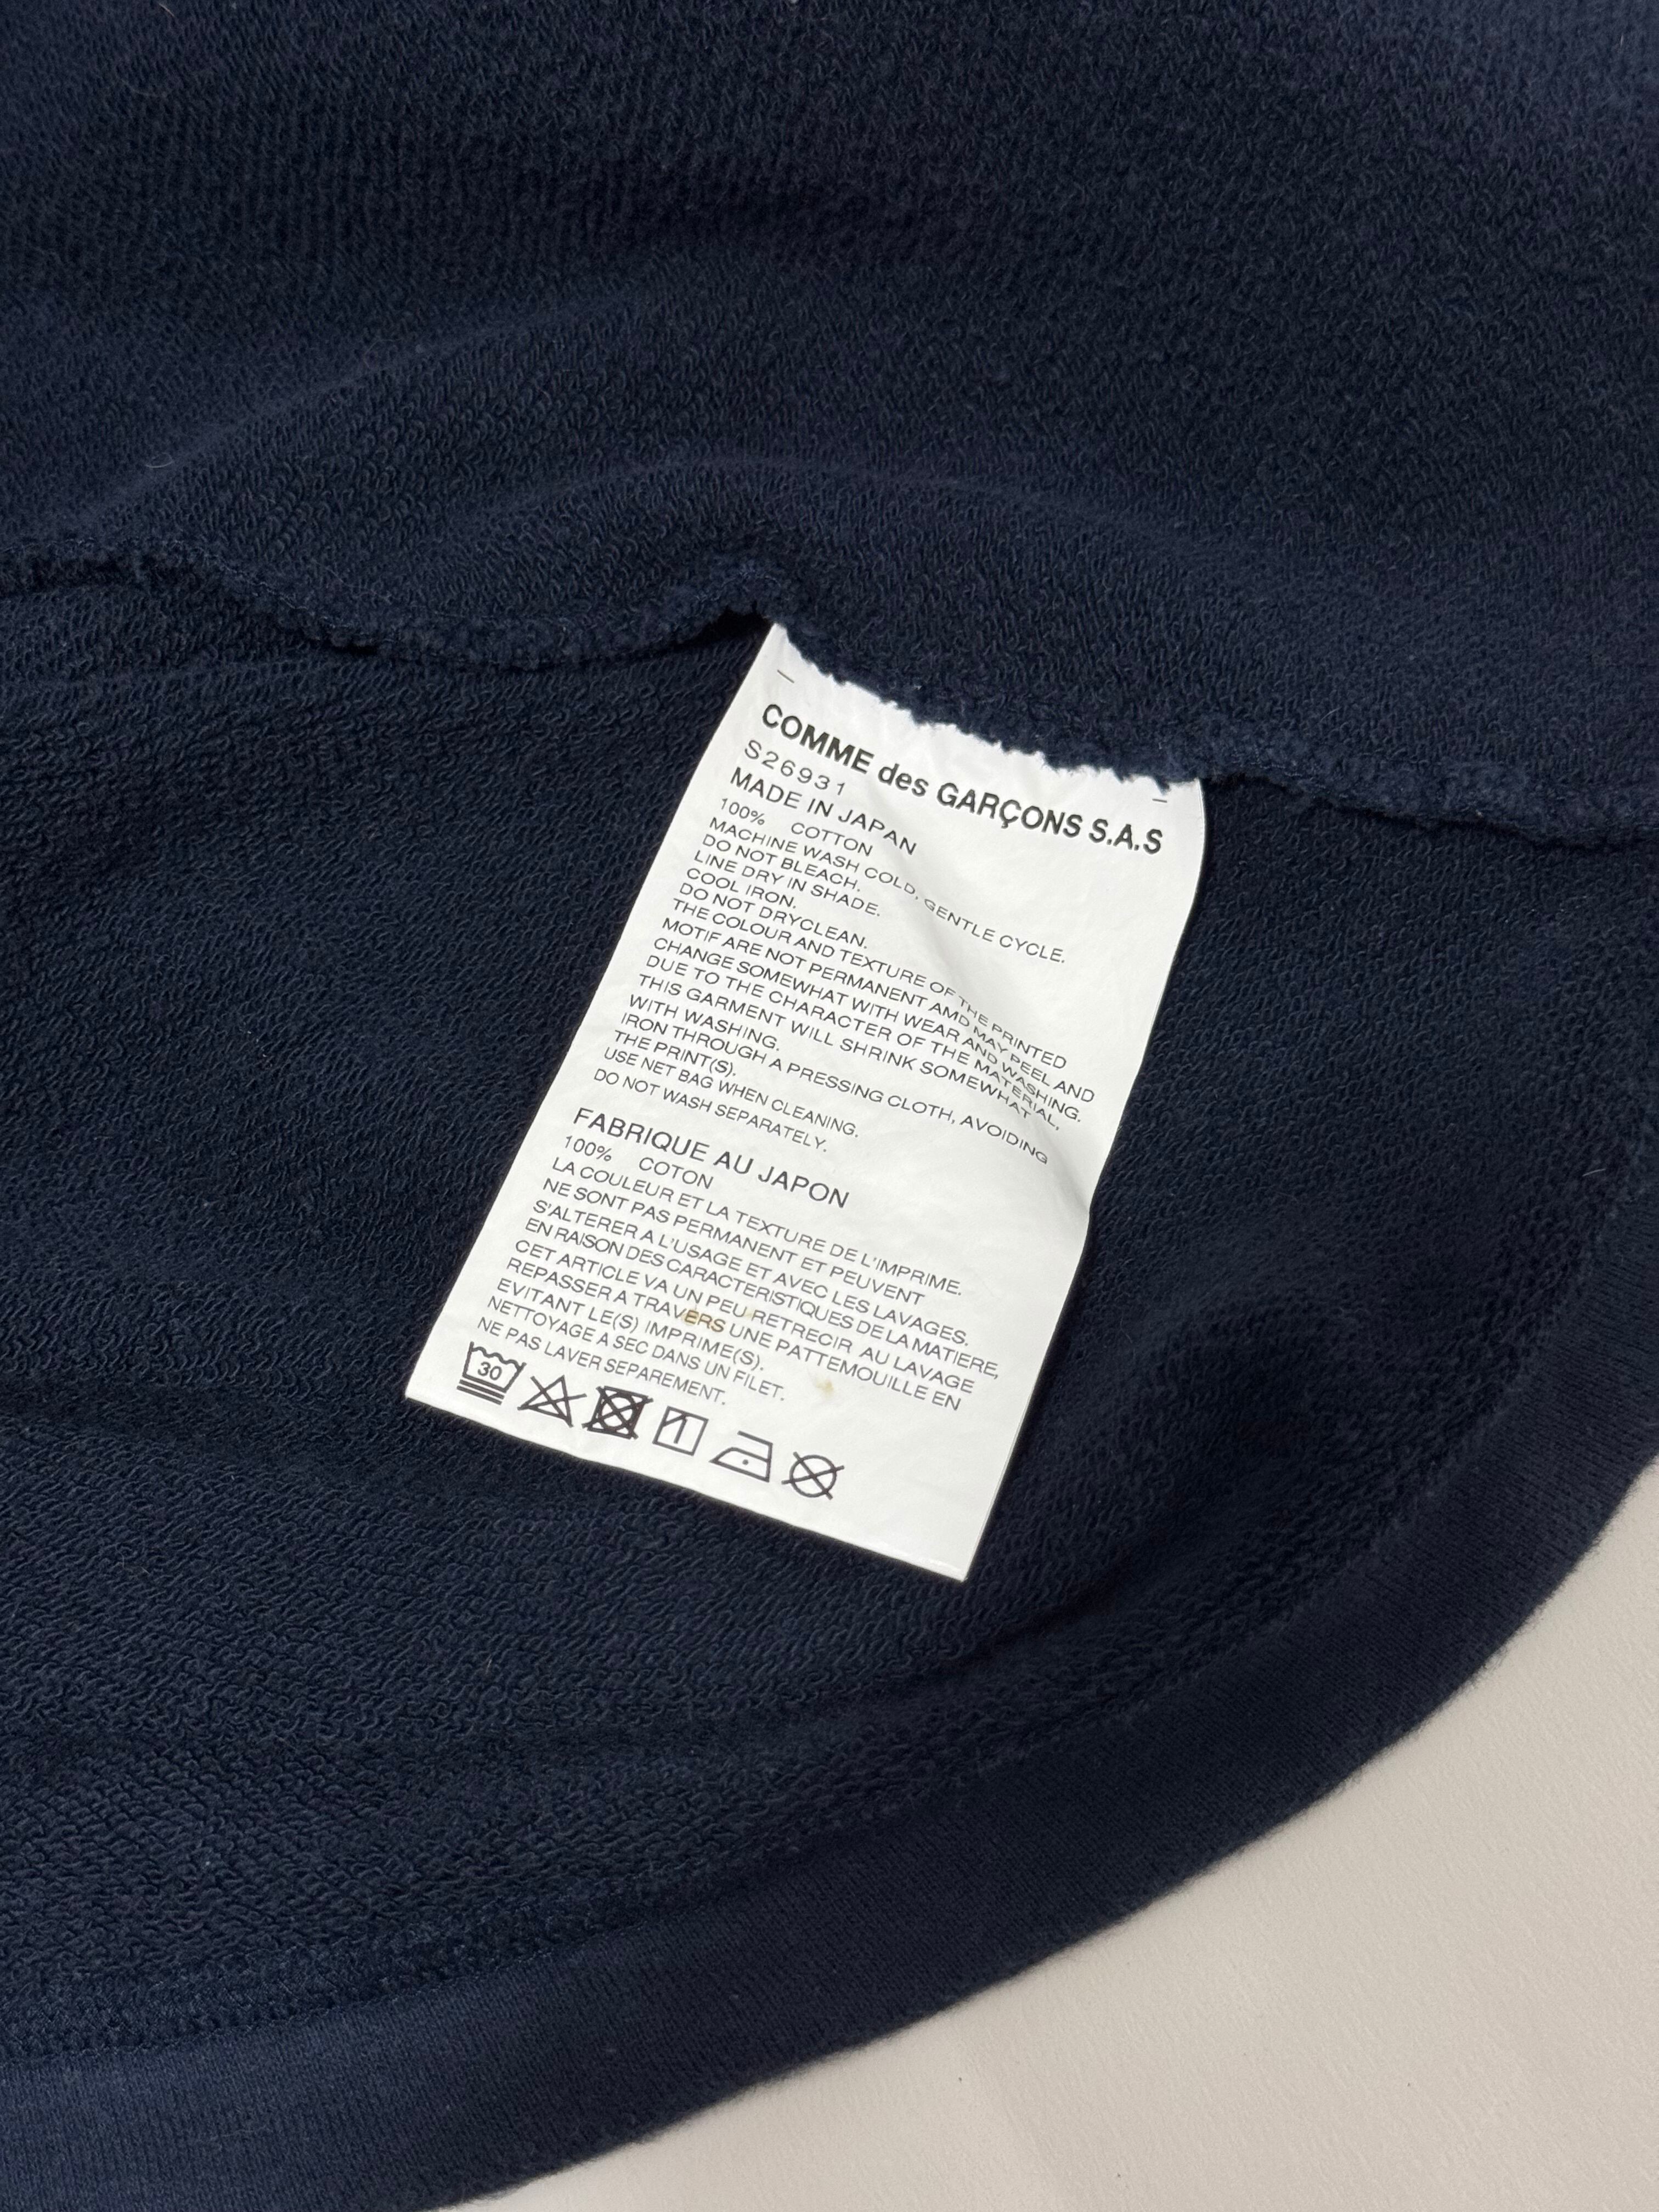 COMME des GARÇONS S.A.S
S26931
MADE IN JAPAN
100% COTTON
MACHINE WASH COLD, GENTLE CYCLE.
DO NOT BLEACH.
LINE DRY IN SHADE.
COOL IRON.
DO NOT DRYCLEAN.
THE COLOUR AND TEXTURE OF THE PRINTED
MOTIF ARE NOT PERMANENT AMD MAY PEEL AND
CHANGE SOMEWHAT WITH WEAR AND WASHING.
DUE TO THE CHARACTER OF THE MATERIAL,
THIS GARMENT WILL SHRINK SOMEWHAT
WITH WASHING.
IRON THROUGH A PRESSING CLOTH, AVOIDING
THE PRINT(S).
USE NET BAG WHEN CLEANING.
DO NOT WASH SEPARATELY.
FABRIQUE AU JAPON
100% COTON
LA COULEUR ET LA TEXTURE DE L'IMPRIME.
NE SONT PAS PERMANENT ET PEUVENT
S'ALTERER A L'USAGE ET AVEC LES LAVAGES.
EN RAISON DES CARACTERISTIQUES DE LA MATIERE,
CET ARTICLE VA UN PEU RETRECIR AU LAVAGE
REPASSER A TRAVERS UNE PATTEMOUILLE EN
EVITANT LE(S) IMPRIME(S).
NETTOYAGE A SEC DANS UN FILET.
NE PAS LAVER SEPAREMENT.
30